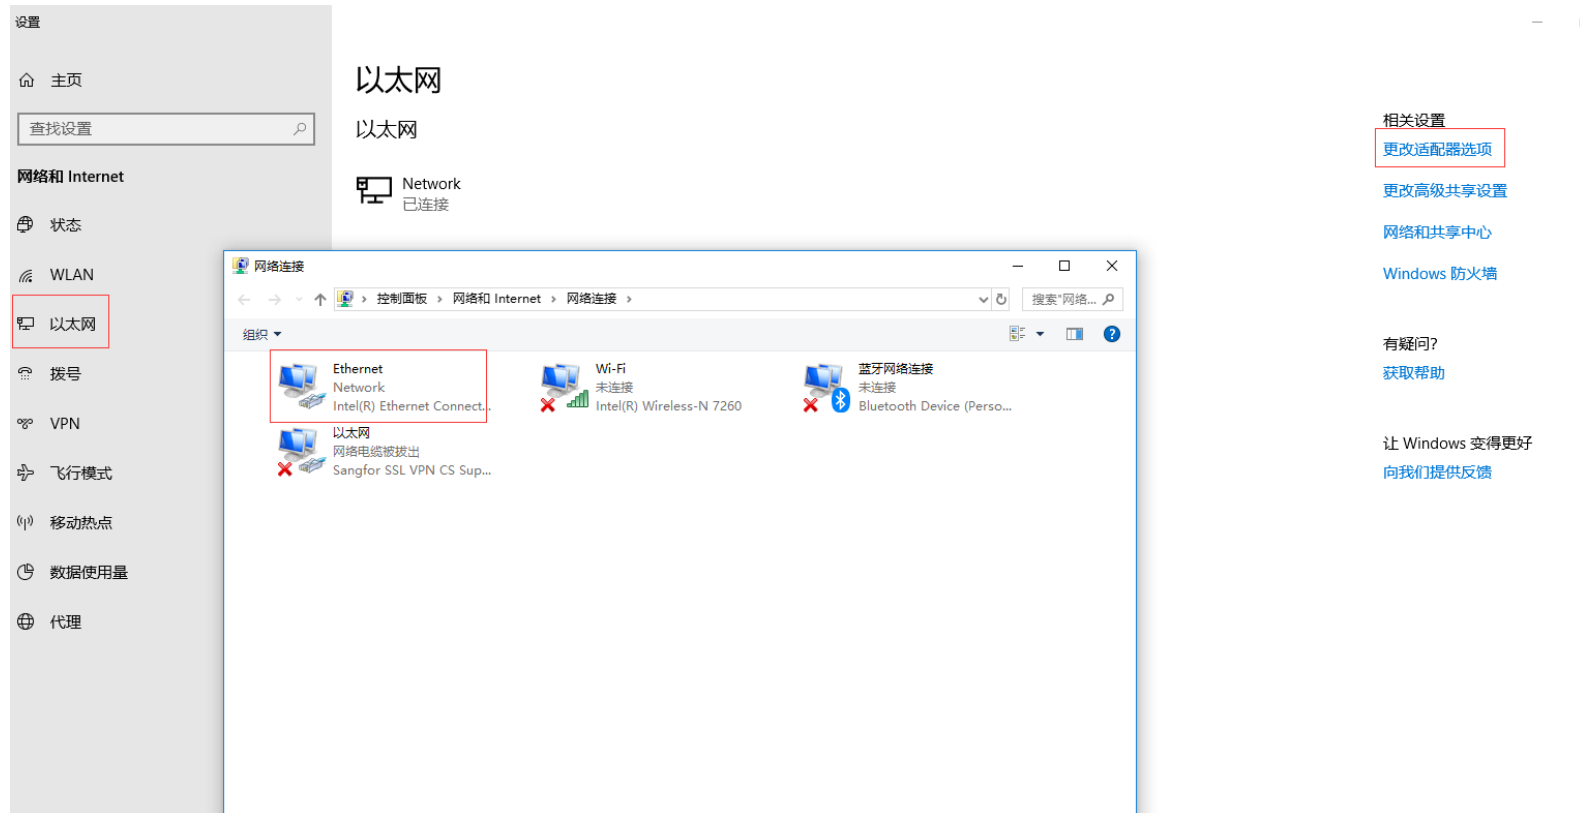 设置
主页
查找设置
网络和 Internet
状态
WLAN
以太网
拨号
VPN
飞行模式
移动热点
数据使用量
代理
以太网
以太网
Network
已连接
相关设置
更改适配器选项
更改高级共享设置
网络和共享中心
Windows 防火墙
有疑问?
获取帮助
让 Windows 变得更好
向我们提供反馈
网络连接
控制面板 › 网络和 Internet › 网络连接 ›
搜索"网络...
组织
Ethernet
Network
Intel(R) Ethernet Connect...
Wi-Fi
未连接
Intel(R) Wireless-N 7260
蓝牙网络连接
未连接
Bluetooth Device (Perso...
以太网
网络电缆被拔出
Sangfor SSL VPN CS Sup...